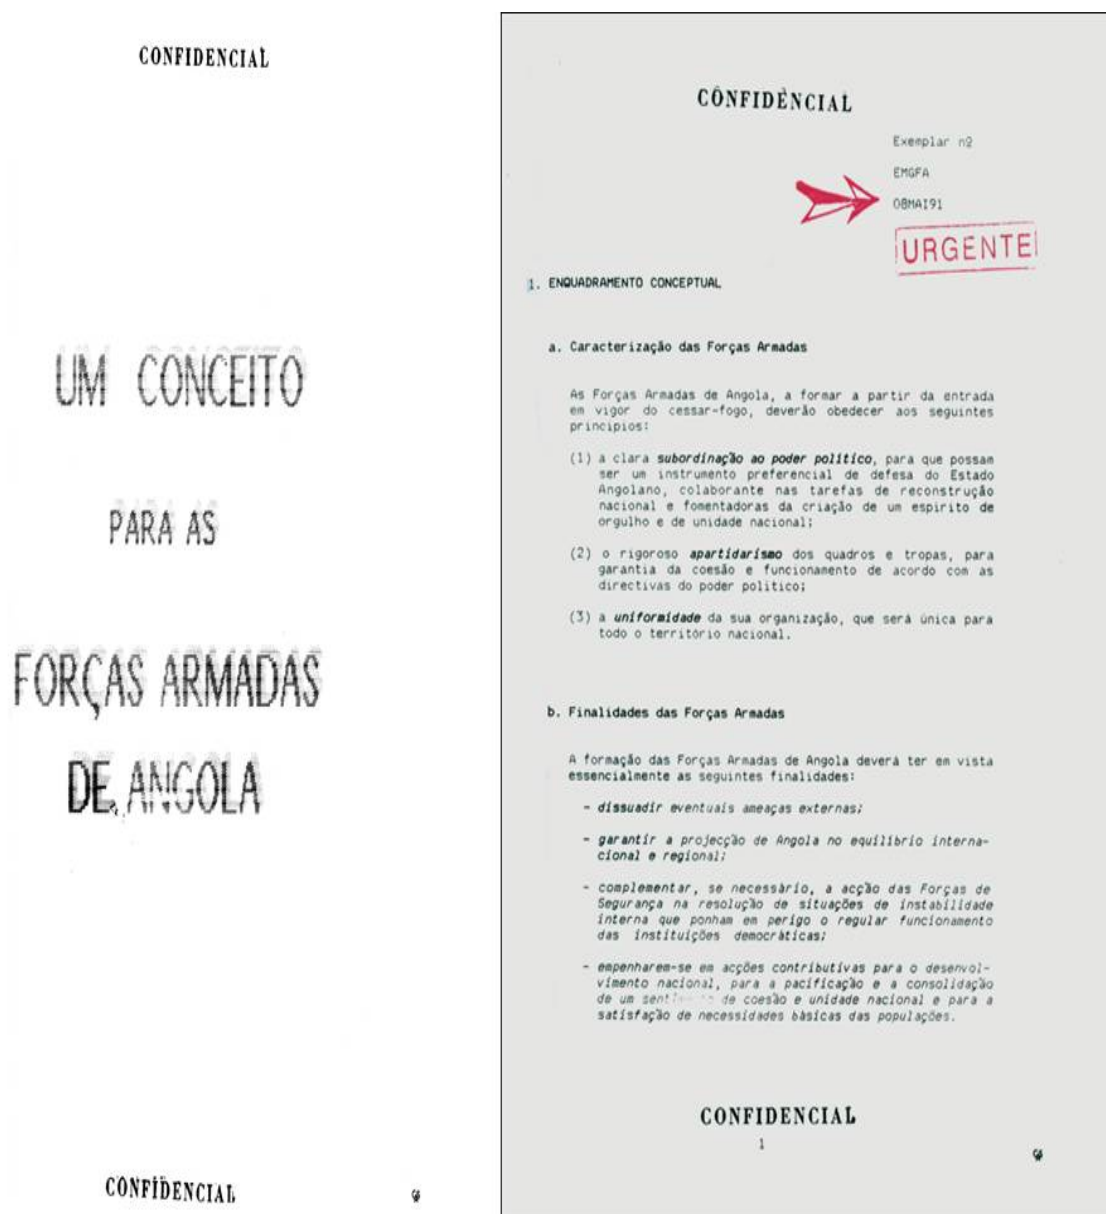 CONFIDENCIAL
UM CONCEITO
PARA AS
FORÇAS ARMADAS
DE ANGOLA
CONFIDENCIAL
CONFIDENCIAL
Exemplar nº
EMGFA
08MAI91
URGENTE
1. ENQUADRAMENTO CONCEPTUAL
a. Caracterização das Forças Armadas
As Forças Armadas de Angola, a formar a partir da entrada
em vigor do cessar-fogo, deverão obedecer aos seguintes
principios:
(1) a clara subordinação ao poder político, para que possam
ser um instrumento preferencial de defesa do Estado
Angolano, colaborante nas tarefas de reconstrução
nacional e fomentadoras da criação de um espirito de
orgulho e de unidade nacional;
(2) o rigoroso apartidarismo dos quadros e tropas, para
garantia da coesão e funcionamento de acordo com as
directivas do poder politico;
(3) a uniformidade da sua organização, que será única para
todo o território nacional.
b. Finalidades das Forças Armadas
A formação das Forças Armadas de Angola deverá ter em vista
essencialmente as seguintes finalidades:
- dissuadir eventuais ameaças externas;
- garantir a projecção de Angola no equilíbrio interna-
cional e regional;
- complementar, se necessário, a acção das Forças de
Segurança na resolução de situações de instabilidade
interna que ponham em perigo o regular funcionamento
das instituições democráticas;
- empenharem-se em acções contributivas para o desenvol-
vimento nacional, para a pacificação e a consolidação
de um de coesão e unidade nacional e para a
satisfação de necessidades básicas das populações.
CONFIDENCIAL
1